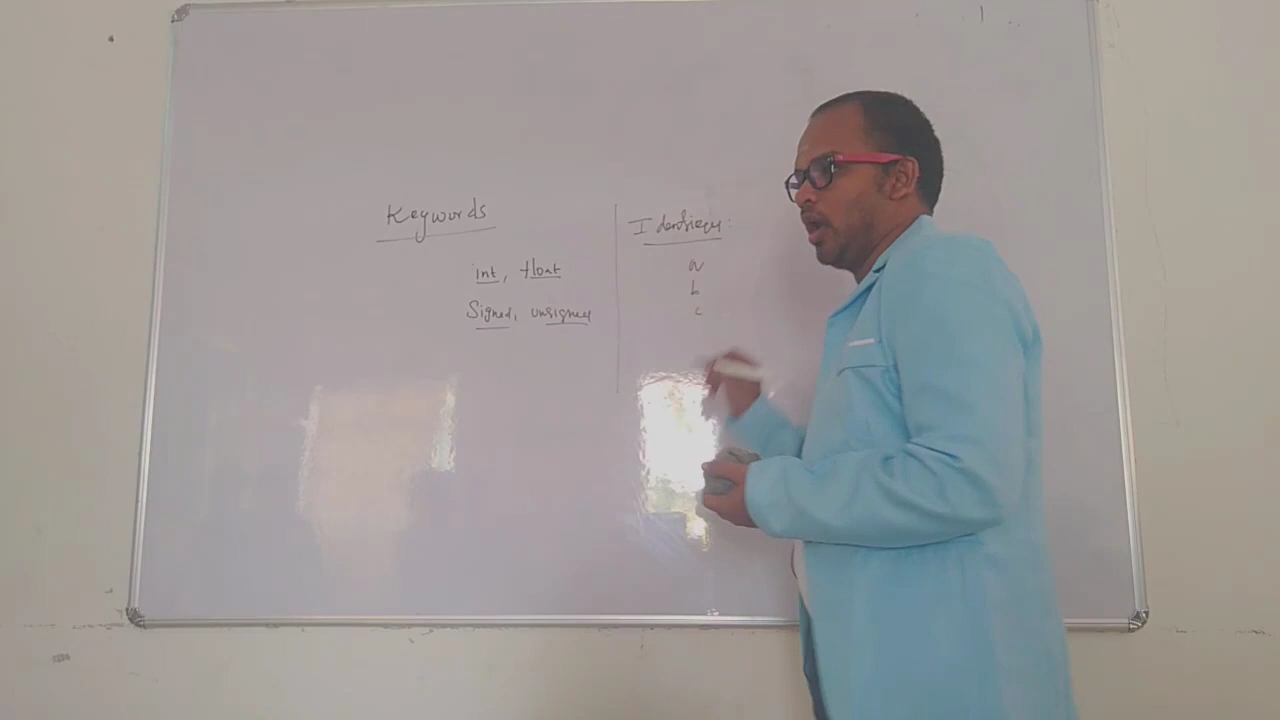 Keywords
int, float
Signed, unsigned
Identifiers:
a
b
c